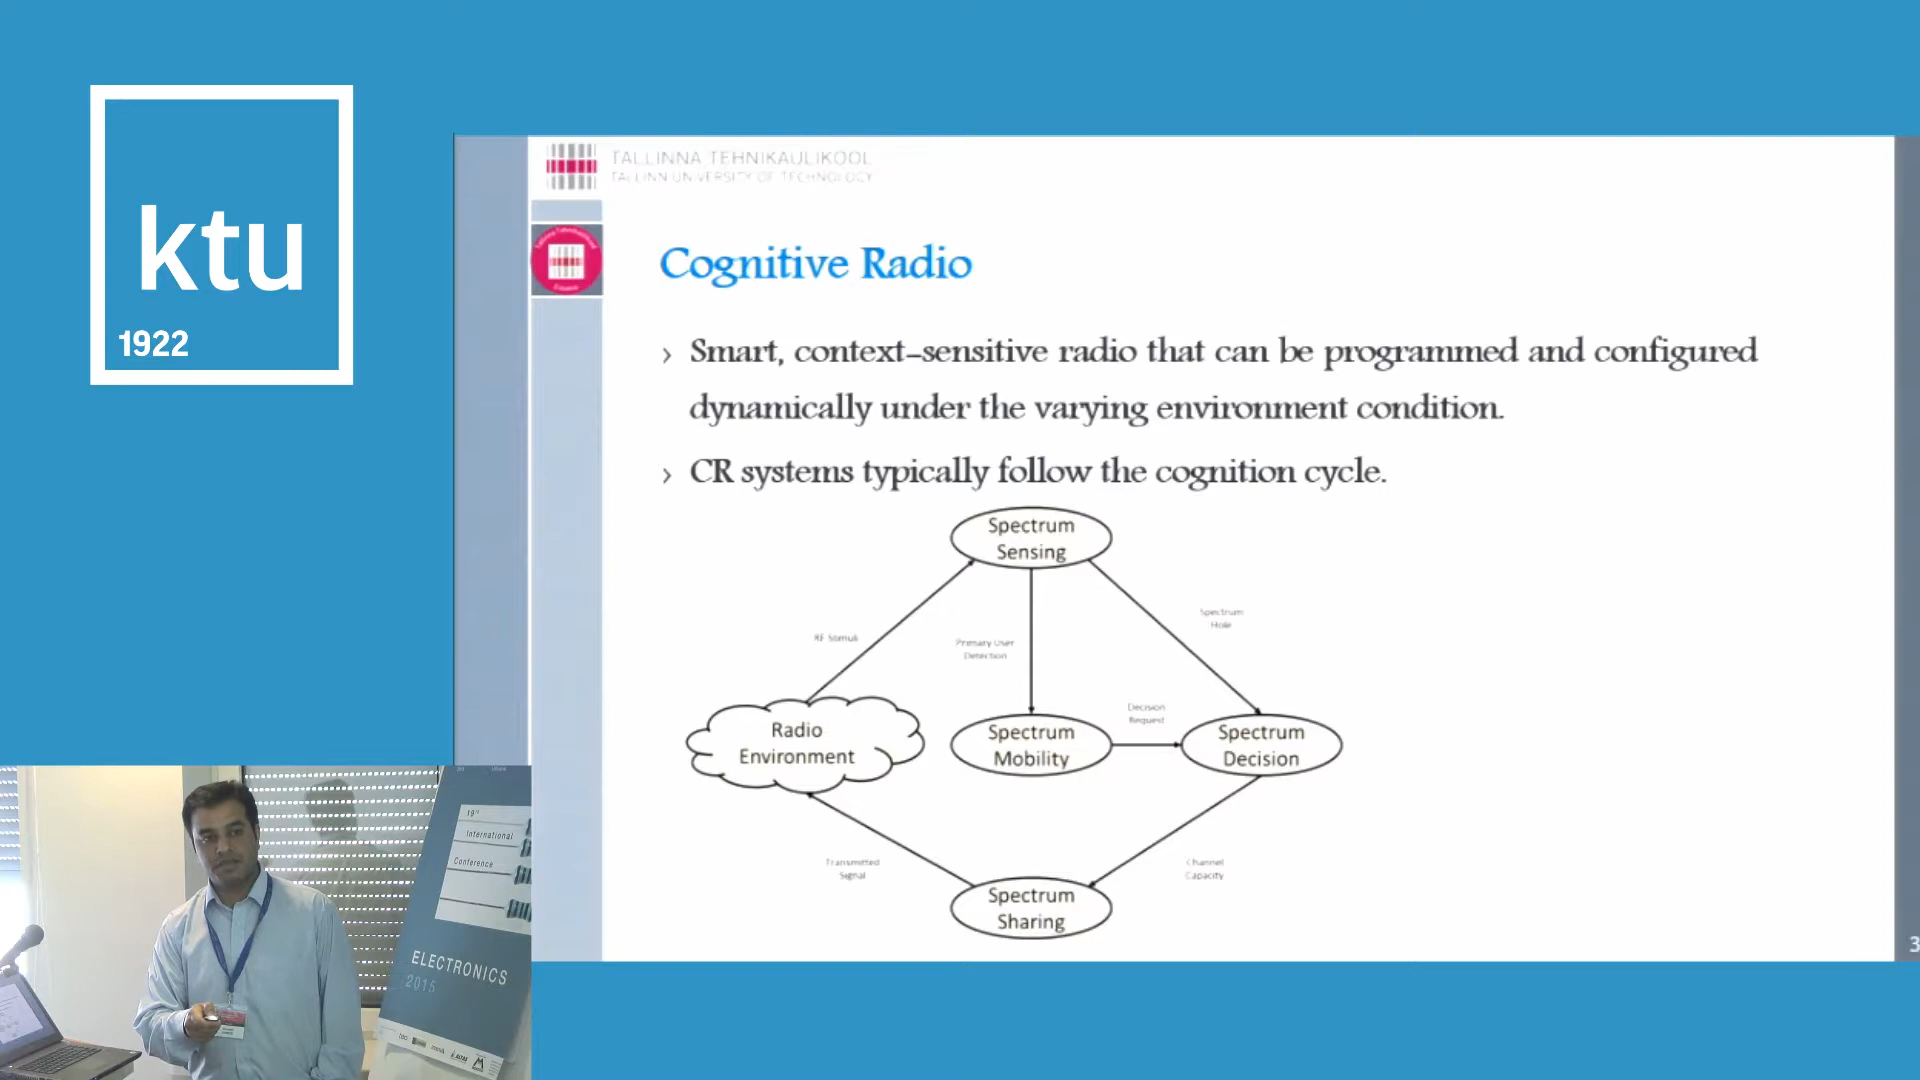 ktu
1922
TALLINNA TEHNIKAÜLIKOOL
TALLINN UNIVERSITY OF TECHNOLOGY
Cognitive Radio
› Smart, context-sensitive radio that can be programmed and configured
dynamically under the varying environment condition.
› CR systems typically follow the cognition cycle.
Spectrum
Sensing
RF Stimuli
Primary User
Detection
Spectrum
Hole
Radio
Environment
Spectrum
Mobility
Decision
Request
Spectrum
Decision
Transmitted
Signal
Channel
Capacity
Spectrum
Sharing
3
19th
International
Conference
ELECTRONICS
2015